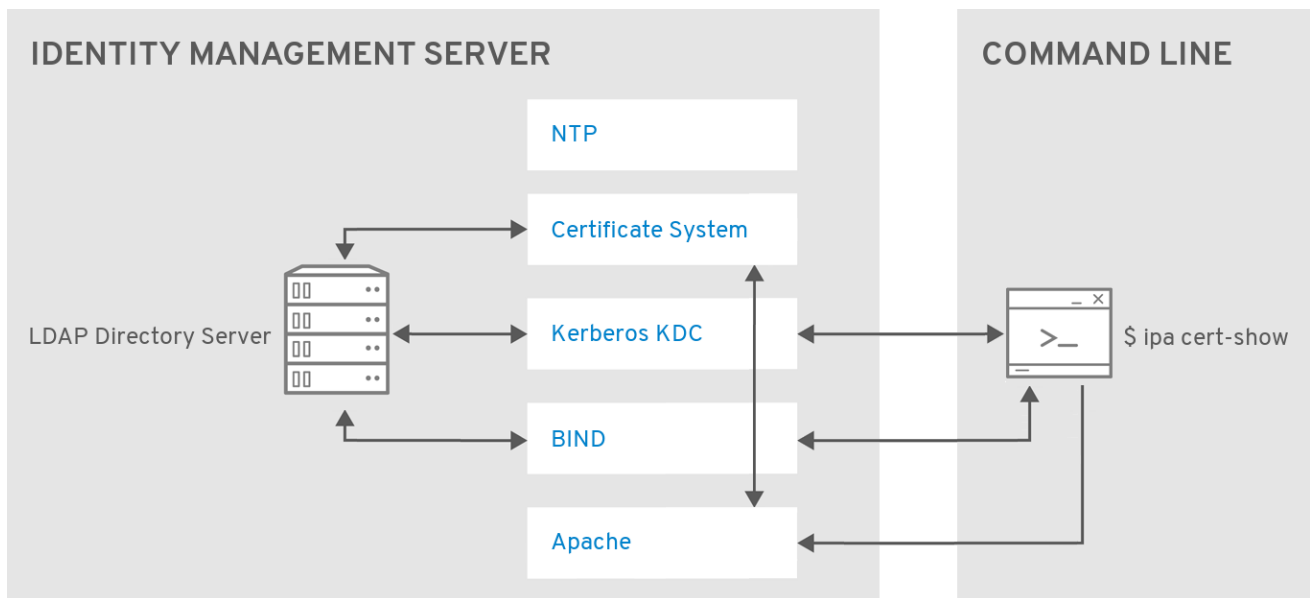 IDENTITY MANAGEMENT SERVER
COMMAND LINE
NTP
Certificate System
LDAP Directory Server
Kerberos KDC
>_
$ ipa cert-show
BIND
Apache